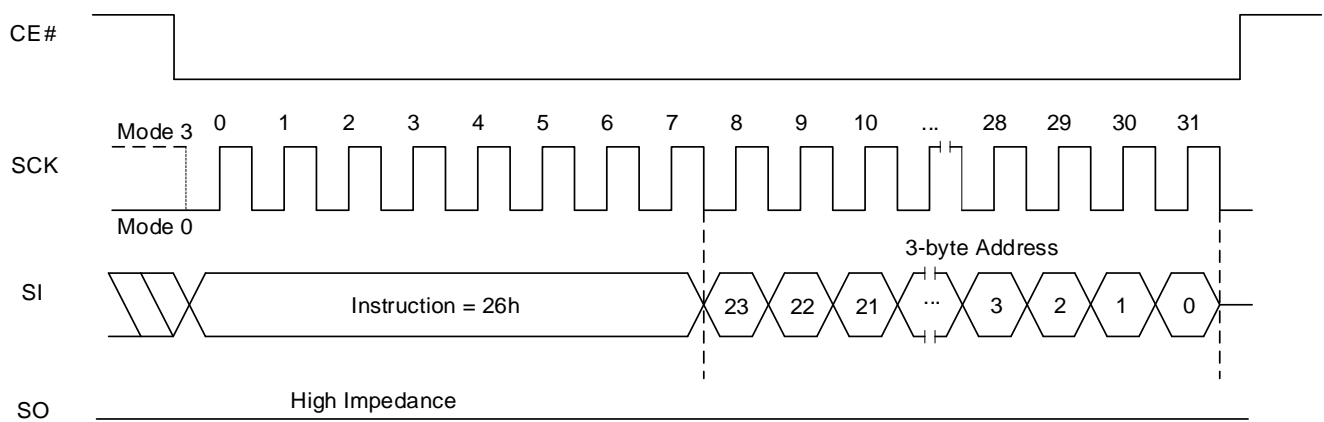 CE#
0 1 2 3 4 5 6 7 8 9 10 ... 28 29 30 31
Mode 3
SCK
Mode 0
3-byte Address
SI
Instruction = 26h 23 22 21 ... 3 2 1 0
High Impedance
SO